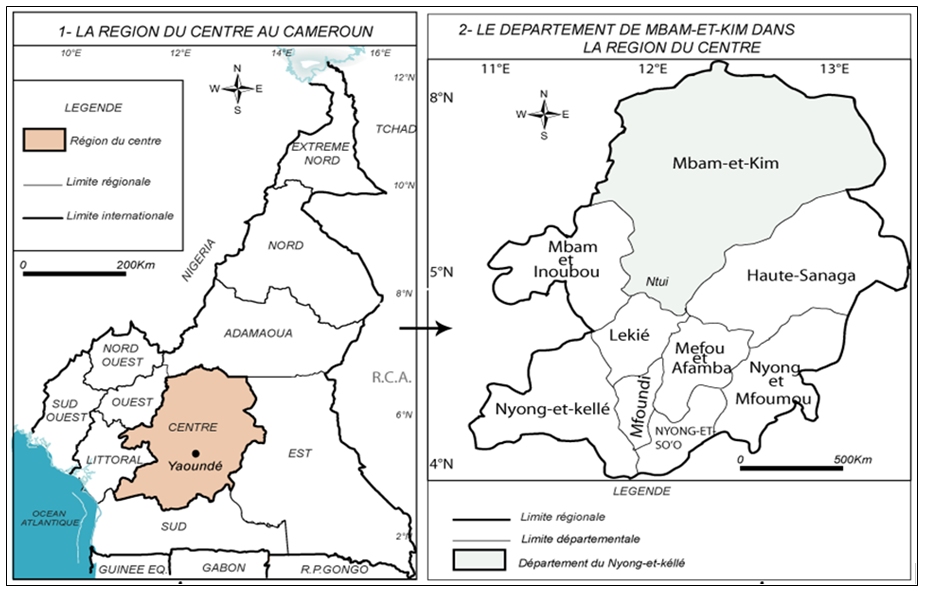 1- LA REGION DU CENTRE AU CAMEROUN
10°E
12°E
14°E
16°E
N
W
E
S
LEGENDE
Région du centre
Limite régionale
Limite internationale
0
200Km
12°N
TCHAD
EXTREME
NORD
10°N
NIGERIA
NORD
8°N
ADAMAOUA
NORD
OUEST
R.C.A.
SUD
OUEST
OUEST
6°N
CENTRE
LITTORAL
Yaoundé
EST
OCEAN
ATLANTIQUE
SUD
2°N
GUINEE EQ.
GABON
R.P.GONGO
2- LE DEPARTEMENT DE MBAM-ET-KIM DANS
LA REGION DU CENTRE
11°E
12°E
13°E
8°N
N
W
E
S
Mbam-et-Kim
Mbam
et
Inoubou
5°N
Ntui
Haute-Sanaga
Lekié
Mefou
et
Afamba
Nyong
et
Mfoumou
Nyong-et-kellé
Mfoundi
NYONG-ET-
SO'O
4°N
0
500Km
LEGENDE
Limite régionale
Limite départementale
Département du Nyong-et-kéllé